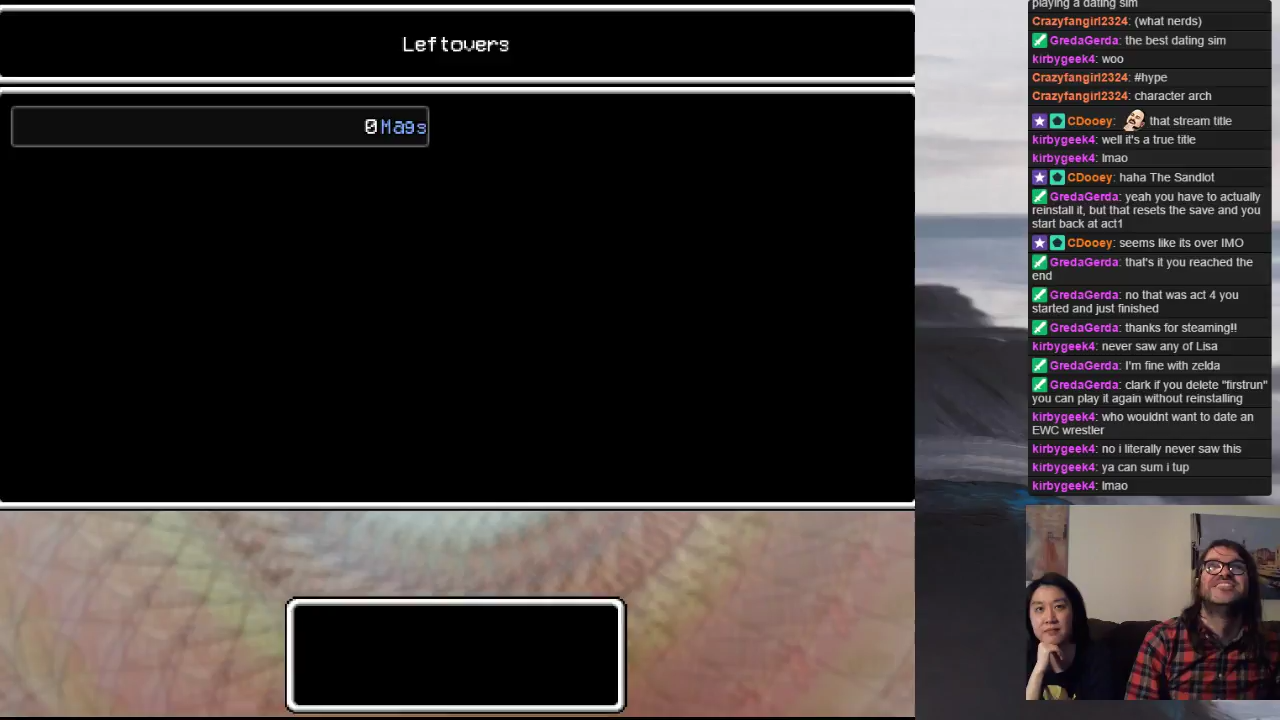 Leftovers
0Mags
playing a dating sim
Crazyfangirl2324: (what nerds)
GredaGerda: the best dating sim
kirbygeek4: woo
Crazyfangirl2324: #hype
Crazyfangirl2324: character arch
CDooey: that stream title
kirbygeek4: well it's a true title
kirbygeek4: lmao
CDooey: haha The Sandlot
GredaGerda: yeah you have to actually
reinstall it, but that resets the save and you
start back at act1
CDooey: seems like its over IMO
GredaGerda: that's it you reached the
end
GredaGerda: no that was act 4 you
started and just finished
GredaGerda: thanks for steaming!!
kirbygeek4: never saw any of Lisa
GredaGerda: I'm fine with zelda
GredaGerda: clark if you delete "firstrun"
you can play it again without reinstalling
kirbygeek4: who wouldnt want to date an
EWC wrestler
kirbygeek4: no i literally never saw this
kirbygeek4: ya can sum i tup
kirbygeek4: lmao